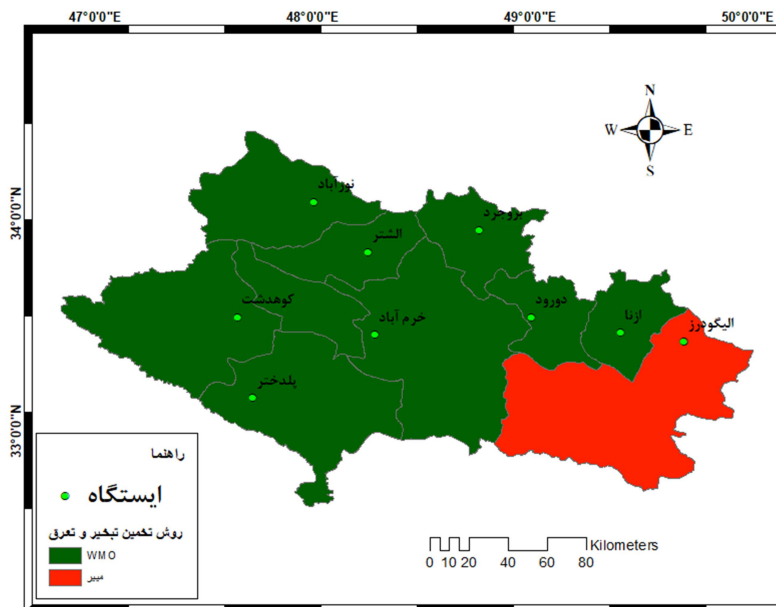 47°0'0"E 48°0'0"E 49°0'0"E 50°0'0"E
34°0'0"N
33°0'0"N
N
W E
S
نورآباد
بروجرد
الشتر
کوهدشت
خرم آباد
دورود
ازنا
الیگودرز
پلدختر
راهنما
ایستگاه
روش تخمین تبخیر و تعرق
WMO
میر
Kilometers
0 10 20 40 60 80